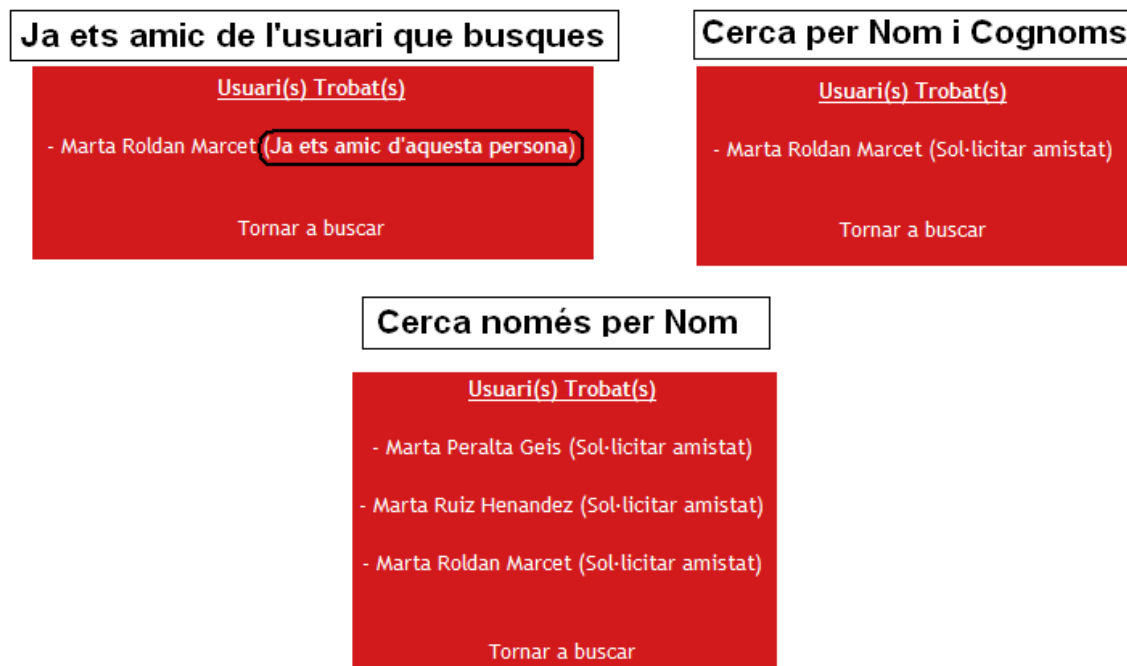 Ja ets amic de l'usuari que busques
Usuari(s) Trobat(s)
- Marta Roldan Marcet (Ja ets amic d'aquesta persona)
Tornar a buscar
Cerca per Nom i Cognoms
Usuari(s) Trobat(s)
- Marta Roldan Marcet (Sol·licitar amistat)
Tornar a buscar
Cerca només per Nom
Usuari(s) Trobat(s)
- Marta Peralta Geis (Sol·licitar amistat)
- Marta Ruiz Henandez (Sol·licitar amistat)
- Marta Roldan Marcet (Sol·licitar amistat)
Tornar a buscar